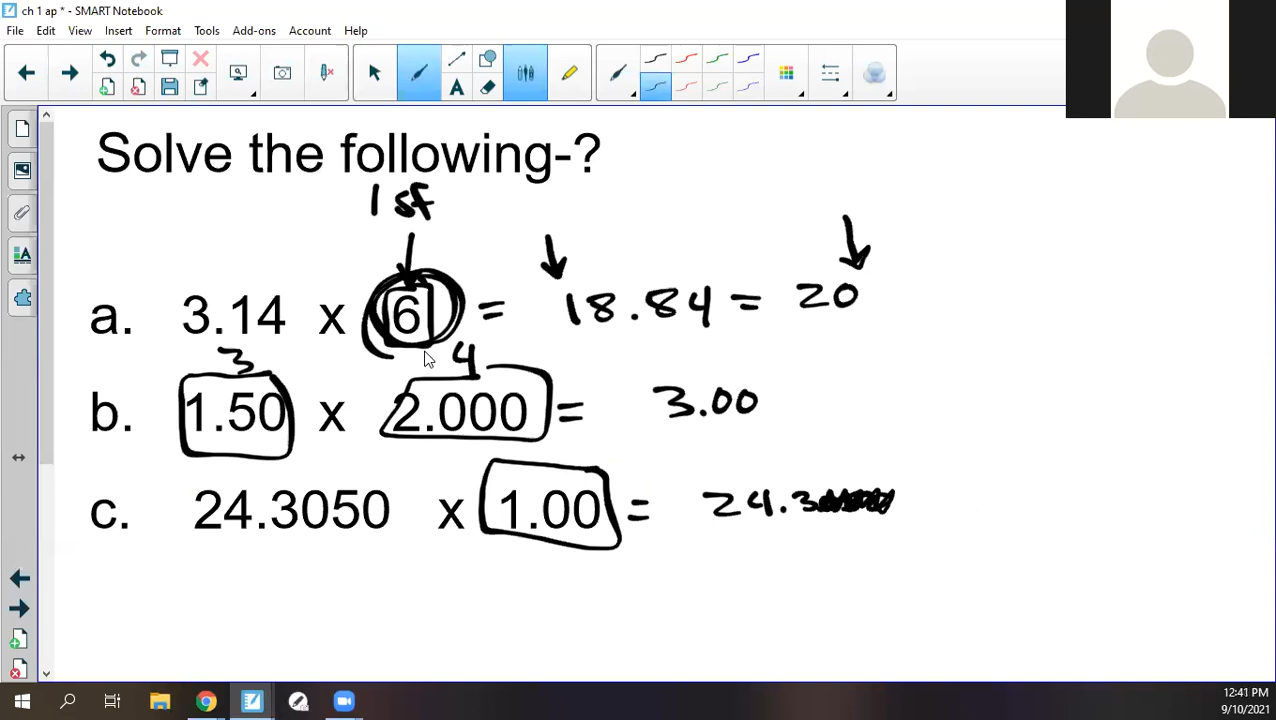 ch 1 ap * - SMART Notebook
File Edit View Insert Format Tools Add-ons Account Help
Solve the following-?
1 sf
a. 3.14 x 6 = 18.84 = 20
3 4
b. 1.50 x 2.000 = 3.00
c. 24.3050 x 1.00 = 24.3
12:41 PM
9/10/2021